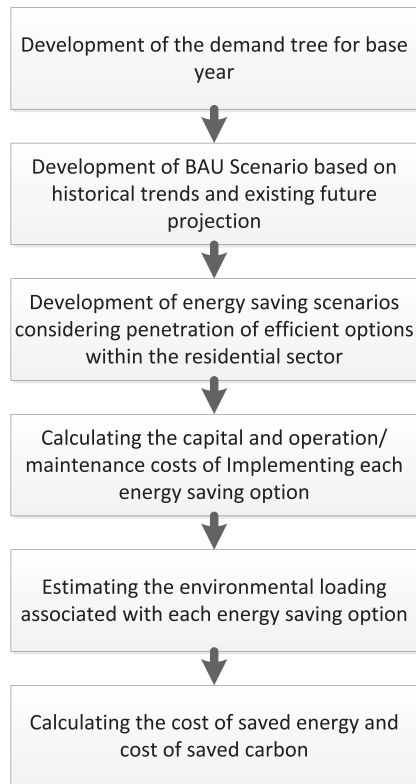 Development of the demand tree for base
year
Development of BAU Scenario based on
historical trends and existing future
projection
Development of energy saving scenarios
considering penetration of efficient options
within the residential sector
Calculating the capital and operation/
maintenance costs of Implementing each
energy saving option
Estimating the environmental loading
associated with each energy saving option
Calculating the cost of saved energy and
cost of saved carbon